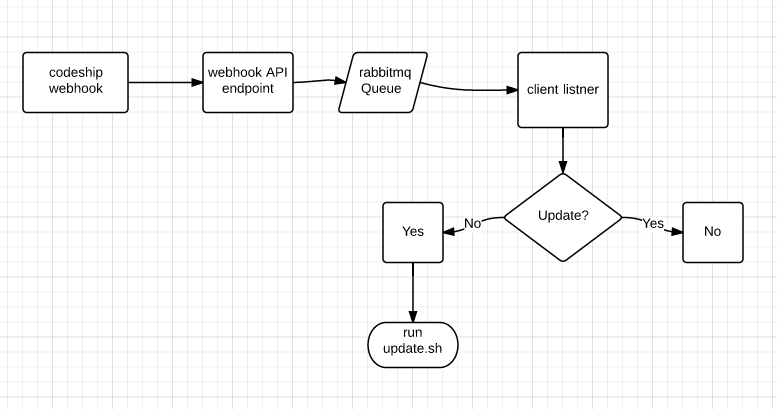 codeship
webhook
webhook API
endpoint
rabbitmq
Queue
client listner
Update?
No
Yes
Yes
No
run
update.sh